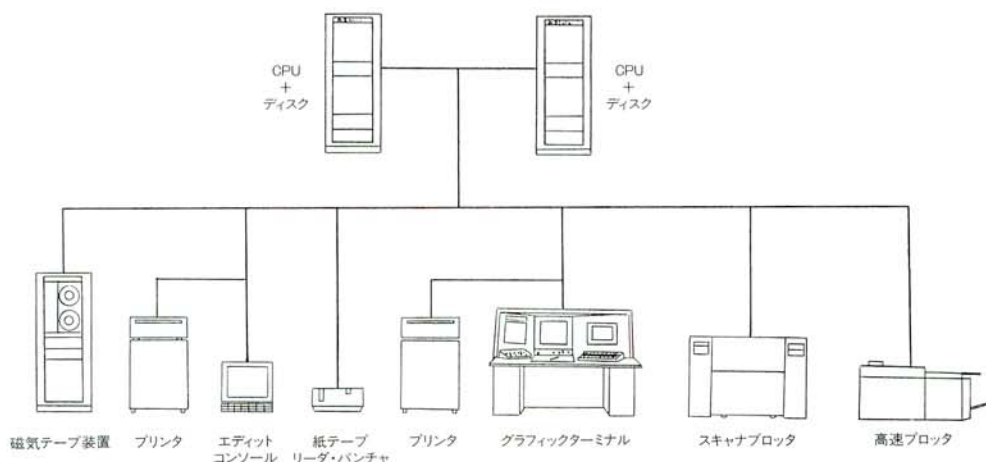 CPU
+
ディスク
CPU
+
ディスク
磁気テープ装置
プリンタ
エディット
コンソール
紙テープ
リーダ・パンチャ
プリンタ
グラフィックターミナル
スキャナプロッタ
高速プロッタ